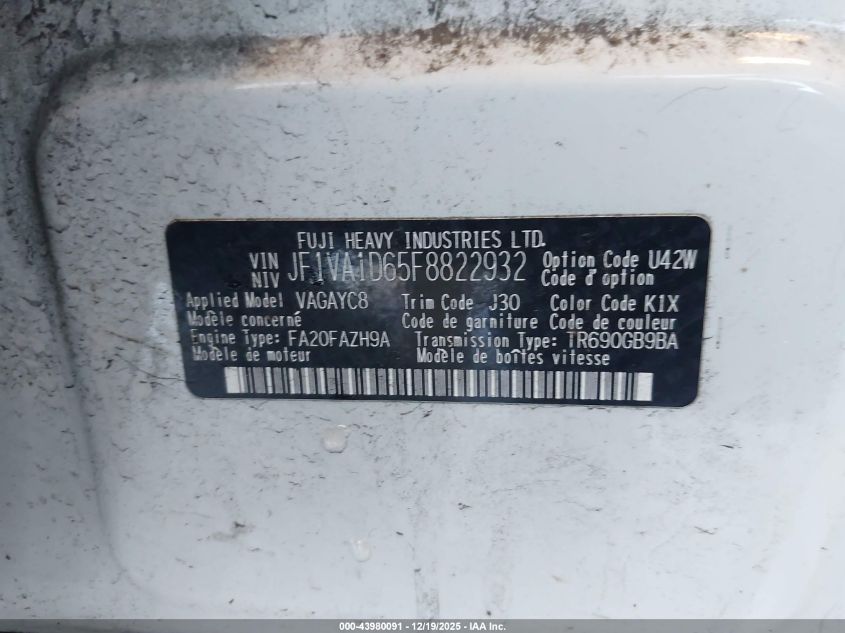 FUJI HEAVY INDUSTRIES LTD.
VIN NIV JF1VA1D65F8822932 Option Code U42W
Code d'option
Applied Model VAGAYC8 Trim Code J30 Color Code K1X
Modèle concerné Code de garniture Code de couleur
Engine Type: FA20FAZH9A Transmission Type: TR690GB9BA
Modèle de moteur Modèle de boîtes vitesse
000-43980091 - 12/19/2025 - IAA Inc.